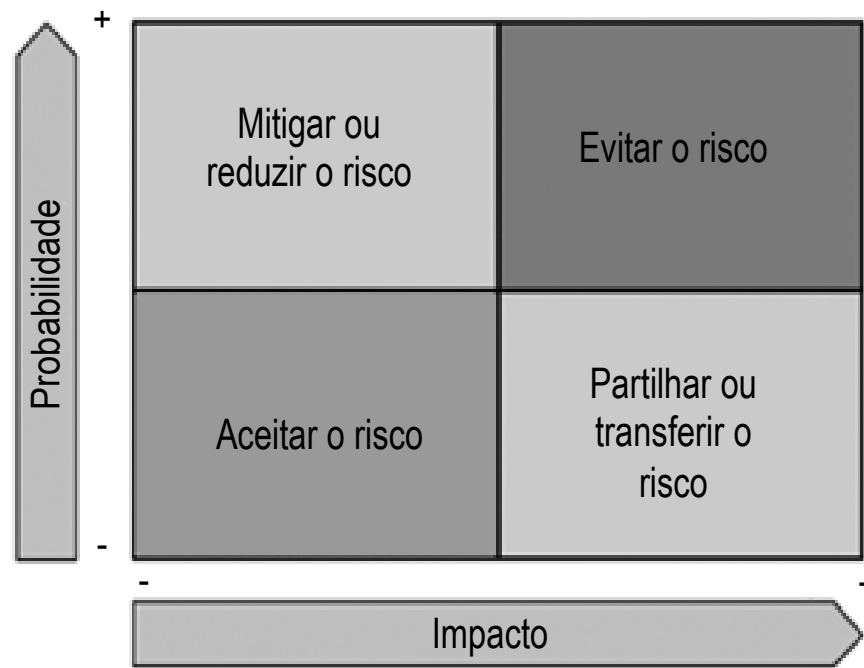 +
Mitigar ou
reduzir o risco
Evitar o risco
Probabilidade
Aceitar o risco
Partilhar ou
transferir o
risco
-
-
-
Impacto